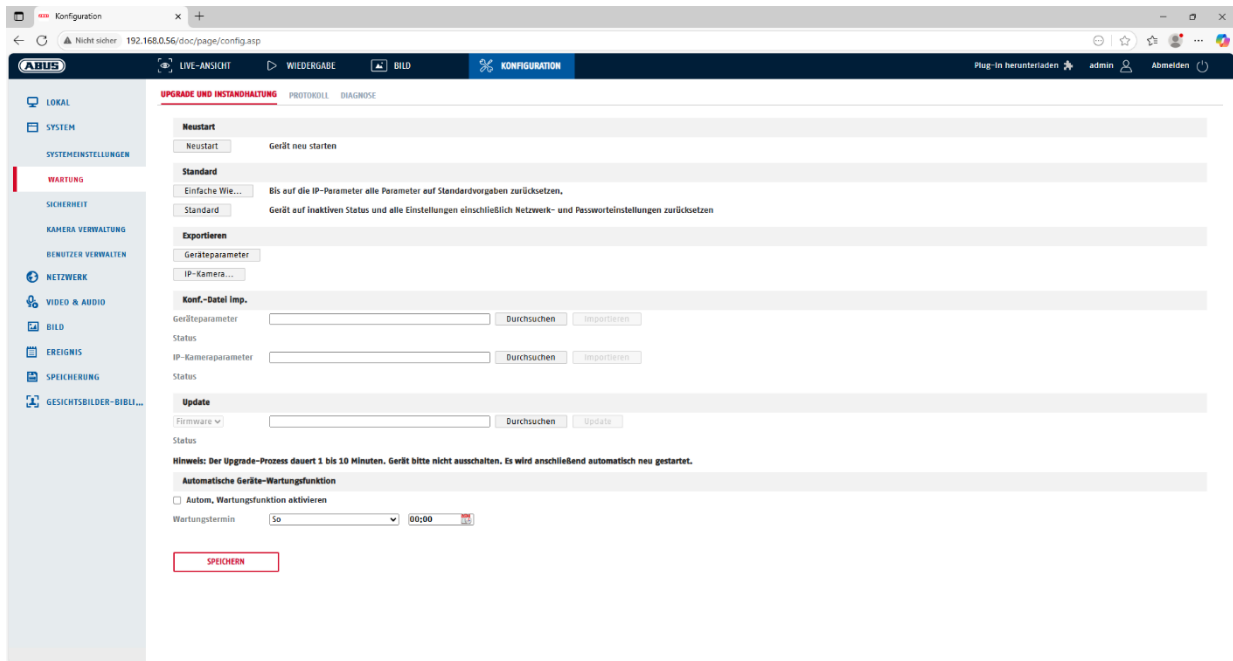 Konfiguration
Nicht sicher 192.168.0.56/doc/page/config.asp
ABUS LIVE-ANSICHT WIEDERGABE BILD KONFIGURATION Plug-In herunterladen admin Abmelden
UPGRADE UND INSTANDHALTUNG PROTOKOLL DIAGNOSE
LOKAL
SYSTEM
SYSTEMEINSTELLUNGEN
WARTUNG
SICHERHEIT
KAMERA VERWALTUNG
BENUTZER VERWALTEN
NETZWERK
VIDEO & AUDIO
BILD
EREIGNIS
SPEICHERUNG
GESICHTSBILDER-BIBLI...
Neustart
Neustart Gerät neu starten
Standard
Einfache Wie... Bis auf die IP-Parameter alle Parameter auf Standardvorgaben zurücksetzen.
Standard Gerät auf inaktiven Status und alle Einstellungen einschließlich Netzwerk- und Passworteinstellungen zurücksetzen
Exportieren
Geräteparameter
IP-Kamera...
Konf.-Datei imp.
Geräteparameter Durchsuchen Importieren
Status
IP-Kameraparameter Durchsuchen Importieren
Status
Update
Firmware Durchsuchen Update
Status
Hinweis: Der Upgrade-Prozess dauert 1 bis 10 Minuten. Gerät bitte nicht ausschalten. Es wird anschließend automatisch neu gestartet.
Automatische Geräte-Wartungsfunktion
Autom. Wartungsfunktion aktivieren
Wartungstermin So 00:00
SPEICHERN